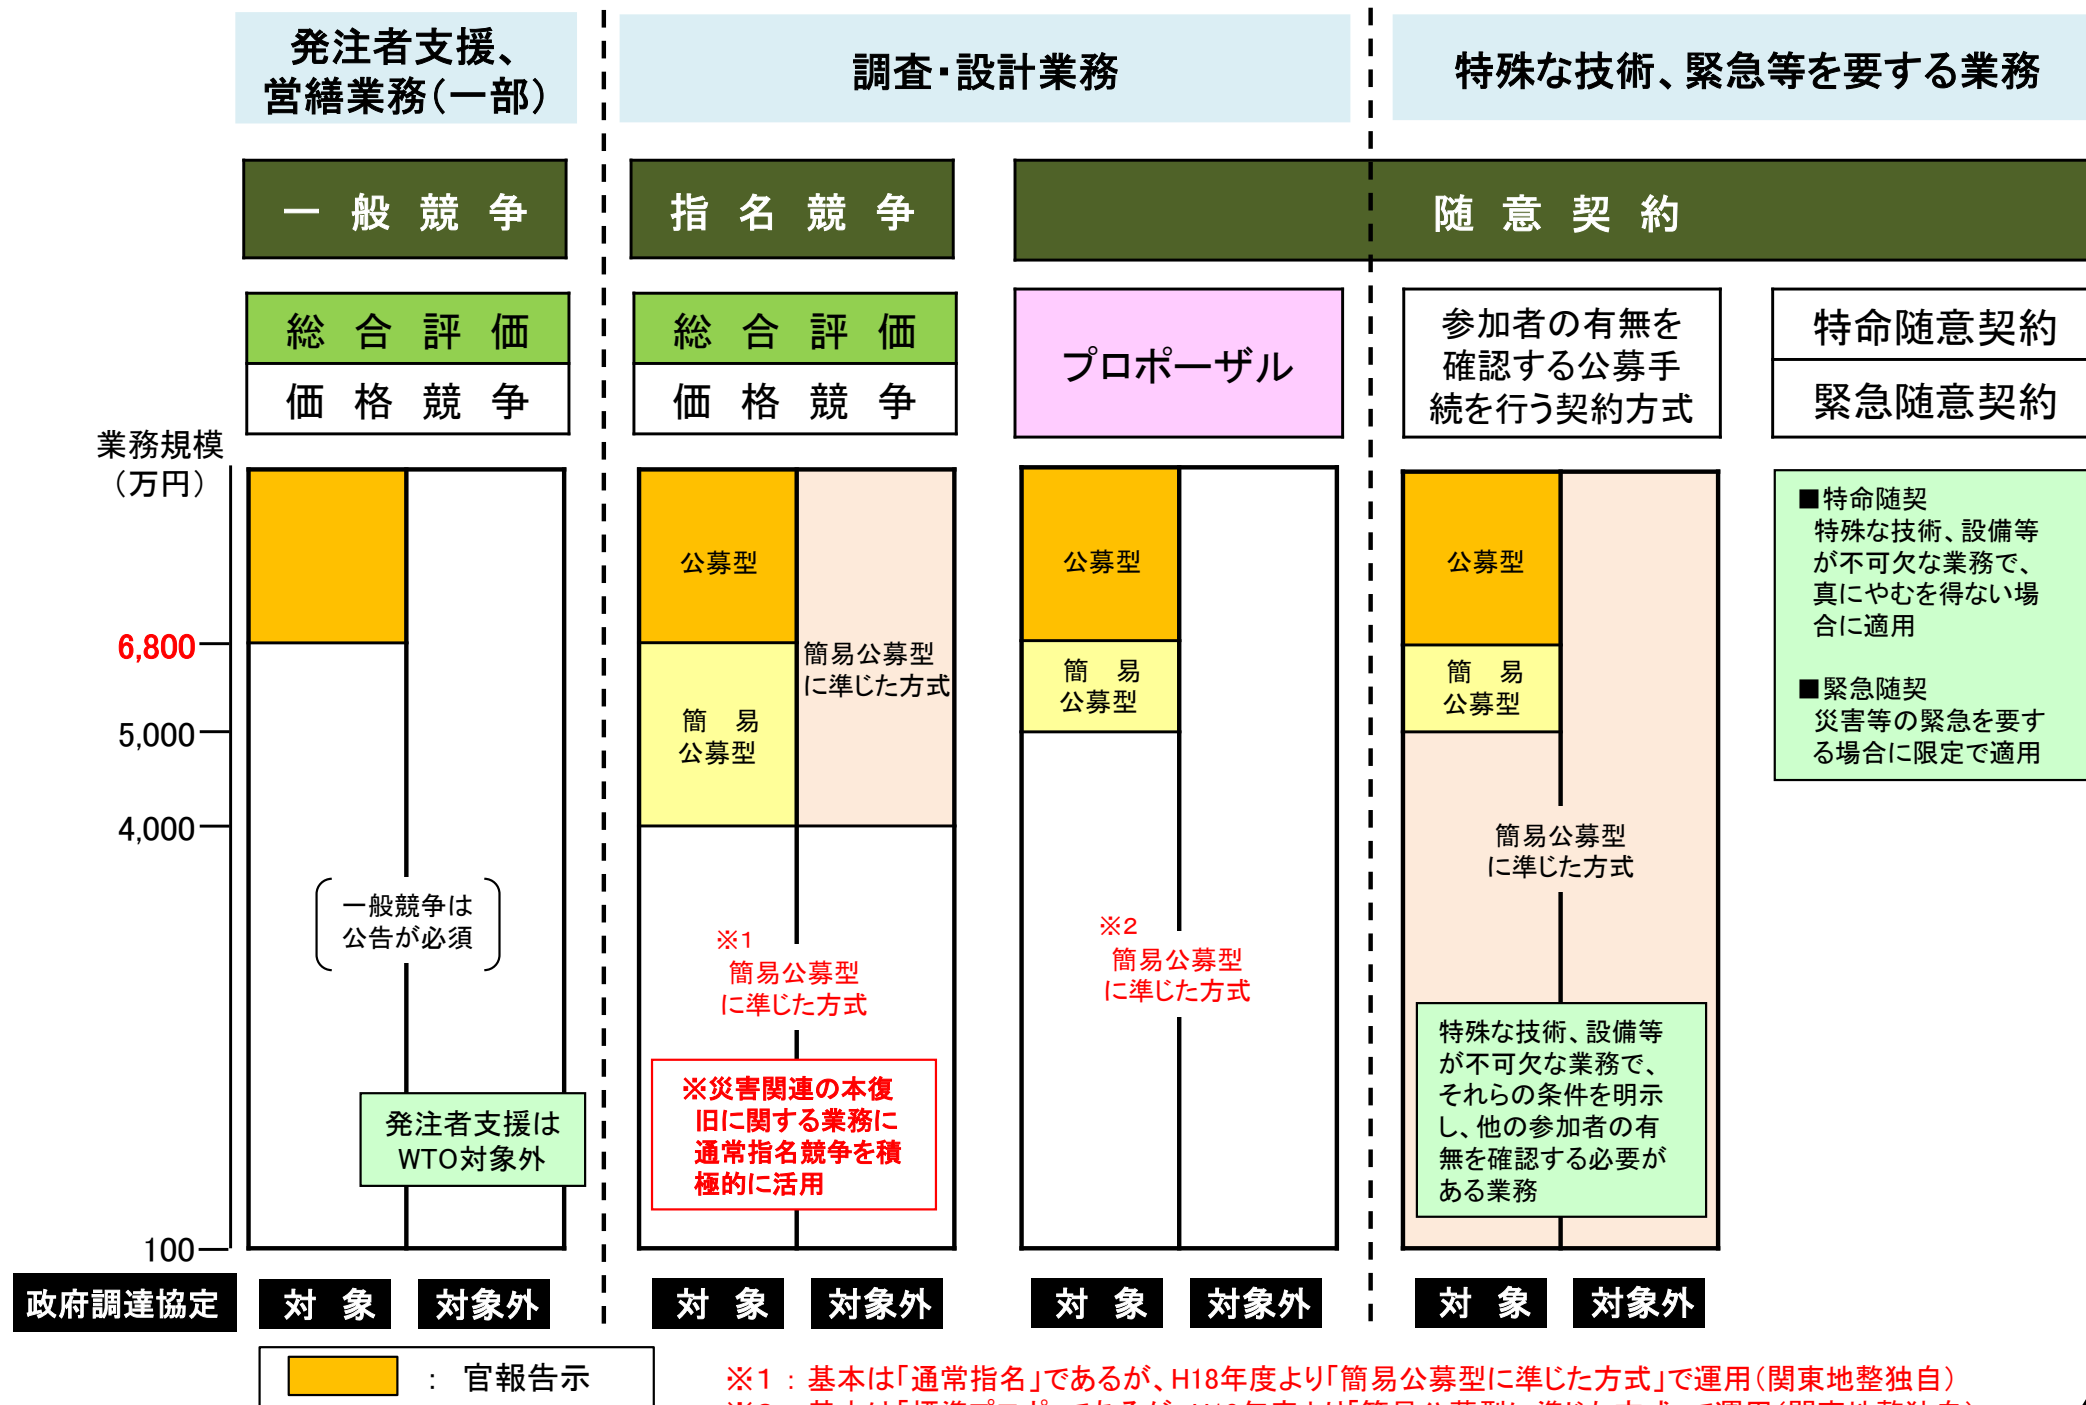 発注者支援、
営繕業務（一部）
調査・設計業務
特殊な技術、緊急等を要する業務
一般競争
指名競争
随意契約
総合評価
価格競争
総合評価
価格競争
プロポーザル
参加者の有無を
確認する公募手
続を行う契約方式
特命随意契約
緊急随意契約
業務規模
（万円）
6,800
5,000
4,000
100
一般競争は
公告が必須
発注者支援は
WTO対象外
公募型
簡易
公募型
簡易公募型
に準じた方式
※1
簡易公募型
に準じた方式
※災害関連の本復
旧に関する業務に
通常指名競争を積
極的に活用
公募型
簡易
公募型
※2
簡易公募型
に準じた方式
公募型
簡易
公募型
簡易公募型
に準じた方式
特殊な技術、設備等
が不可欠な業務で、
それらの条件を明示
し、他の参加者の有
無を確認する必要が
ある業務
■特命随契
特殊な技術、設備等
が不可欠な業務で、
真にやむを得ない場
合に適用
■緊急随契
災害等の緊急を要す
る場合に限定で適用
政府調達協定
対象
対象外
対象
対象外
対象
対象外
対象
対象外
：官報告示
※1：基本は「通常指名」であるが、H18年度より「簡易公募型に準じた方式」で運用（関東地整独自）